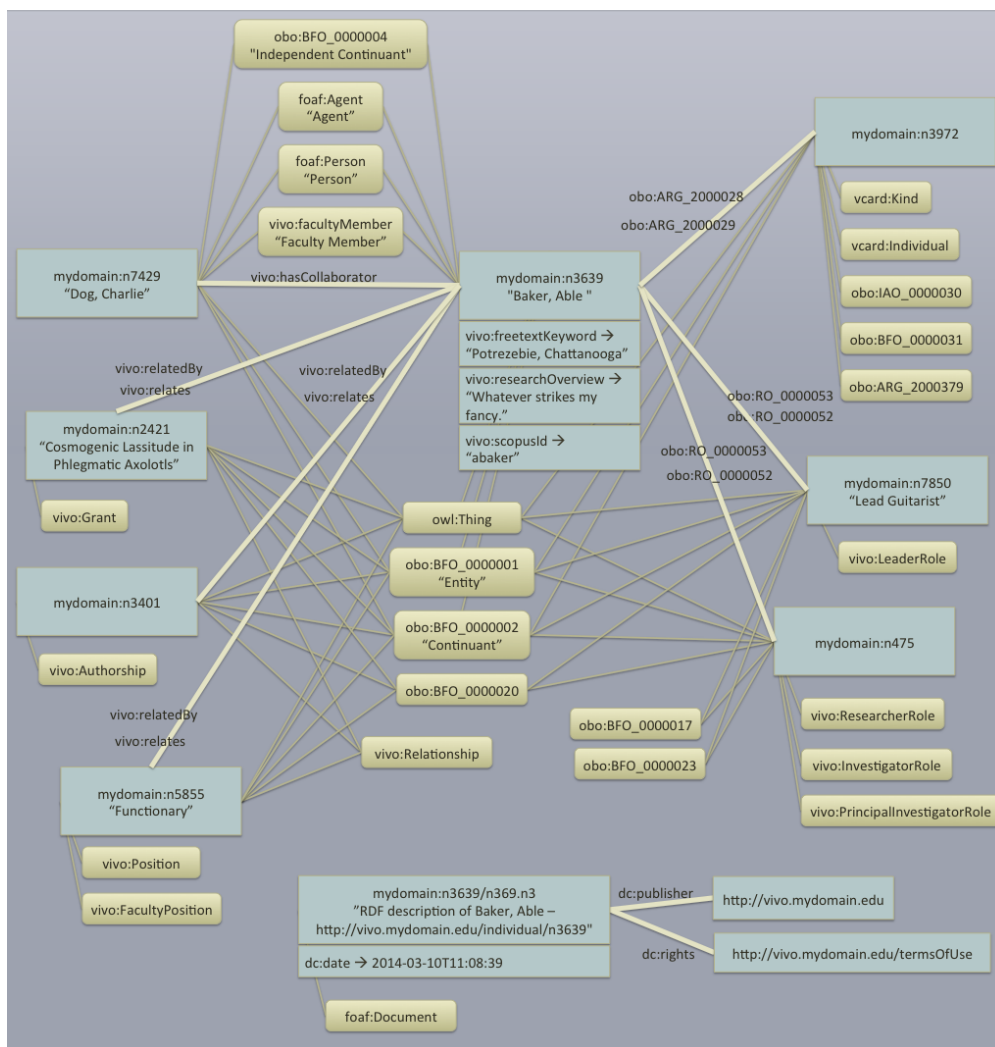 obo:BFO_0000004
"Independent Continuant"
foaf:Agent
“Agent”
foaf:Person
“Person”
vivo:facultyMember
“Faculty Member”
mydomain:n3972
vcard:Kind
vcard:Individual
obo:IAO_0000030
obo:BFO_0000031
obo:ARG_2000379
obo:ARG_2000028
obo:ARG_2000029
mydomain:n7429
“Dog, Charlie”
vivo:hasCollaborator
mydomain:n3639
"Baker, Able "
vivo:freetextKeyword →
“Potrezebie, Chattanooga”
vivo:researchOverview →
“Whatever strikes my
fancy.”
vivo:scopusId →
“abaker”
vivo:relatedBy
vivo:relates
vivo:relatedBy
vivo:relates
obo:RO_0000053
obo:RO_0000052
obo:RO_0000053
obo:RO_0000052
mydomain:n2421
“Cosmogenic Lassitude in
Phlegmatic Axolotls”
vivo:Grant
mydomain:n7850
“Lead Guitarist”
vivo:LeaderRole
owl:Thing
obo:BFO_0000001
“Entity”
obo:BFO_0000002
“Continuant”
obo:BFO_0000020
vivo:Relationship
mydomain:n3401
vivo:Authorship
mydomain:n475
vivo:ResearcherRole
vivo:InvestigatorRole
vivo:PrincipalInvestigatorRole
obo:BFO_0000017
obo:BFO_0000023
vivo:relatedBy
vivo:relates
mydomain:n5855
“Functionary”
vivo:Position
vivo:FacultyPosition
mydomain:n3639/n369.n3
"RDF description of Baker, Able –
http://vivo.mydomain.edu/individual/n3639"
dc:date → 2014-03-10T11:08:39
foaf:Document
dc:publisher
http://vivo.mydomain.edu
dc:rights
http://vivo.mydomain.edu/termsOfUse